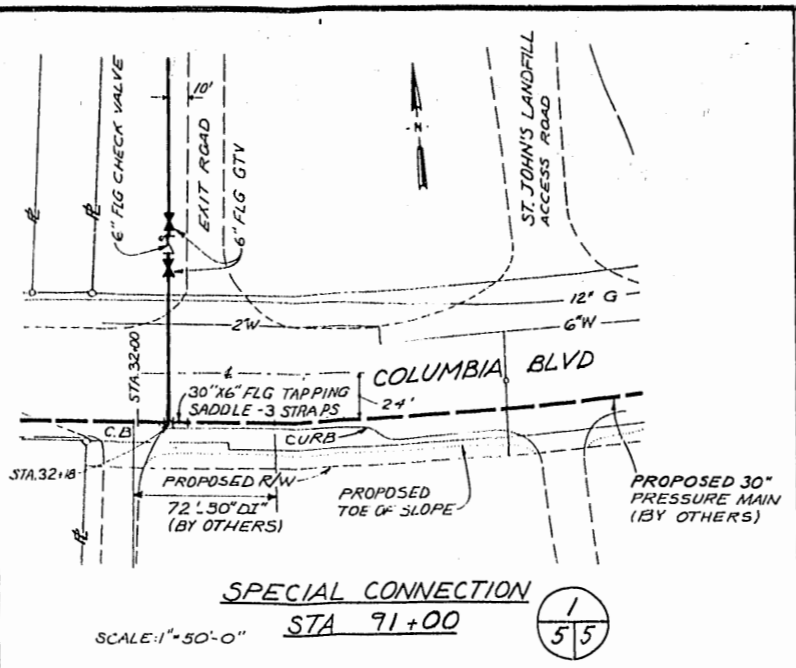 6" FLG CHECK VALVE
10'
EXIT ROAD
6" FLG GTV
N
ST. JOHN'S LANDFILL
ACCESS ROAD
PL
PL
S
12" G
2"W
6"W
STA. 32+00
COLUMBIA BLVD
30"X6" FLG TAPPING
SADDLE -3 STRAPS
24'
C.B
CURB
STA. 32+18
PROPOSED R/W
PROPOSED
TOE OF SLOPE
PROPOSED 30"
PRESSURE MAIN
(BY OTHERS)
72'-30" DI
(BY OTHERS)
PL
SPECIAL CONNECTION
STA 91+00
SCALE: 1"=50'-0"
1
5 5